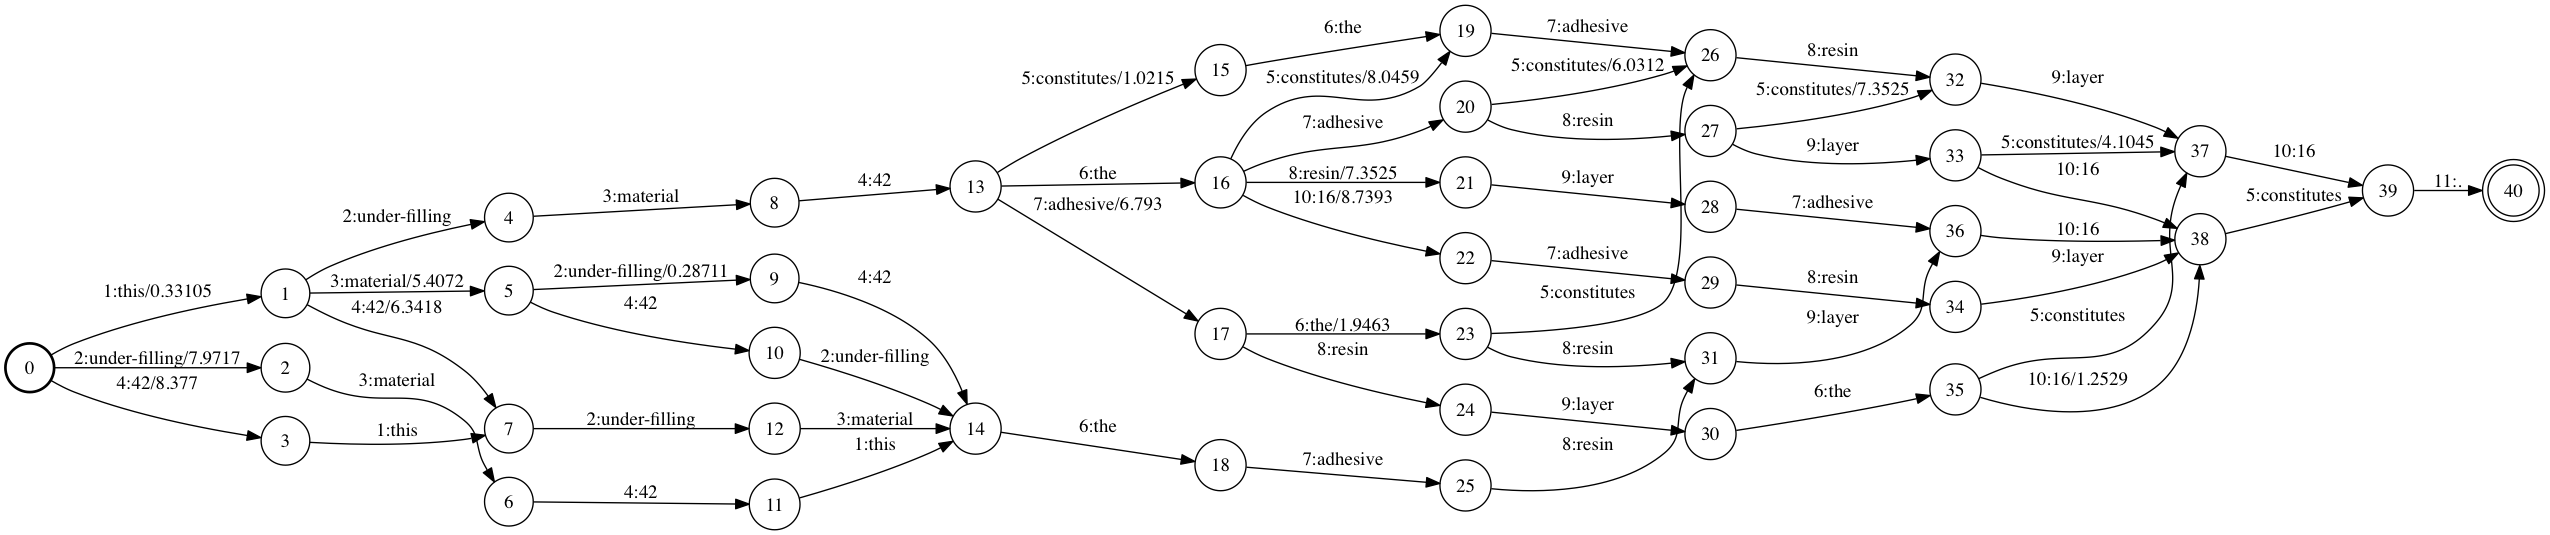 0
1:this/0.33105
2:under-filling/7.9717
4:42/8.377
1
2
3
2:under-filling
3:material/5.4072
4:42/6.3418
3:material
1:this
4
5
7
6
3:material
2:under-filling/0.28711
4:42
2:under-filling
4:42
8
9
10
12
11
4:42
4:42
2:under-filling
3:material
1:this
13
14
5:constitutes/1.0215
6:the
7:adhesive/6.793
6:the
15
16
17
18
6:the
5:constitutes/8.0459
7:adhesive
8:resin/7.3525
10:16/8.7393
6:the/1.9463
8:resin
7:adhesive
19
20
21
22
23
24
25
7:adhesive
5:constitutes/6.0312
8:resin
9:layer
7:adhesive
5:constitutes
8:resin
9:layer
8:resin
26
27
28
29
31
30
8:resin
5:constitutes/7.3525
9:layer
7:adhesive
8:resin
9:layer
6:the
32
33
36
34
35
9:layer
5:constitutes/4.1045
10:16
10:16
9:layer
5:constitutes
10:16/1.2529
37
38
10:16
5:constitutes
39
11:.
40